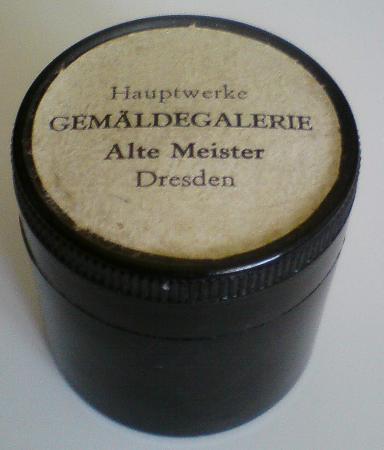 Hauptwerke
GEMÄLDEGALERIE
Alte Meister
Dresden